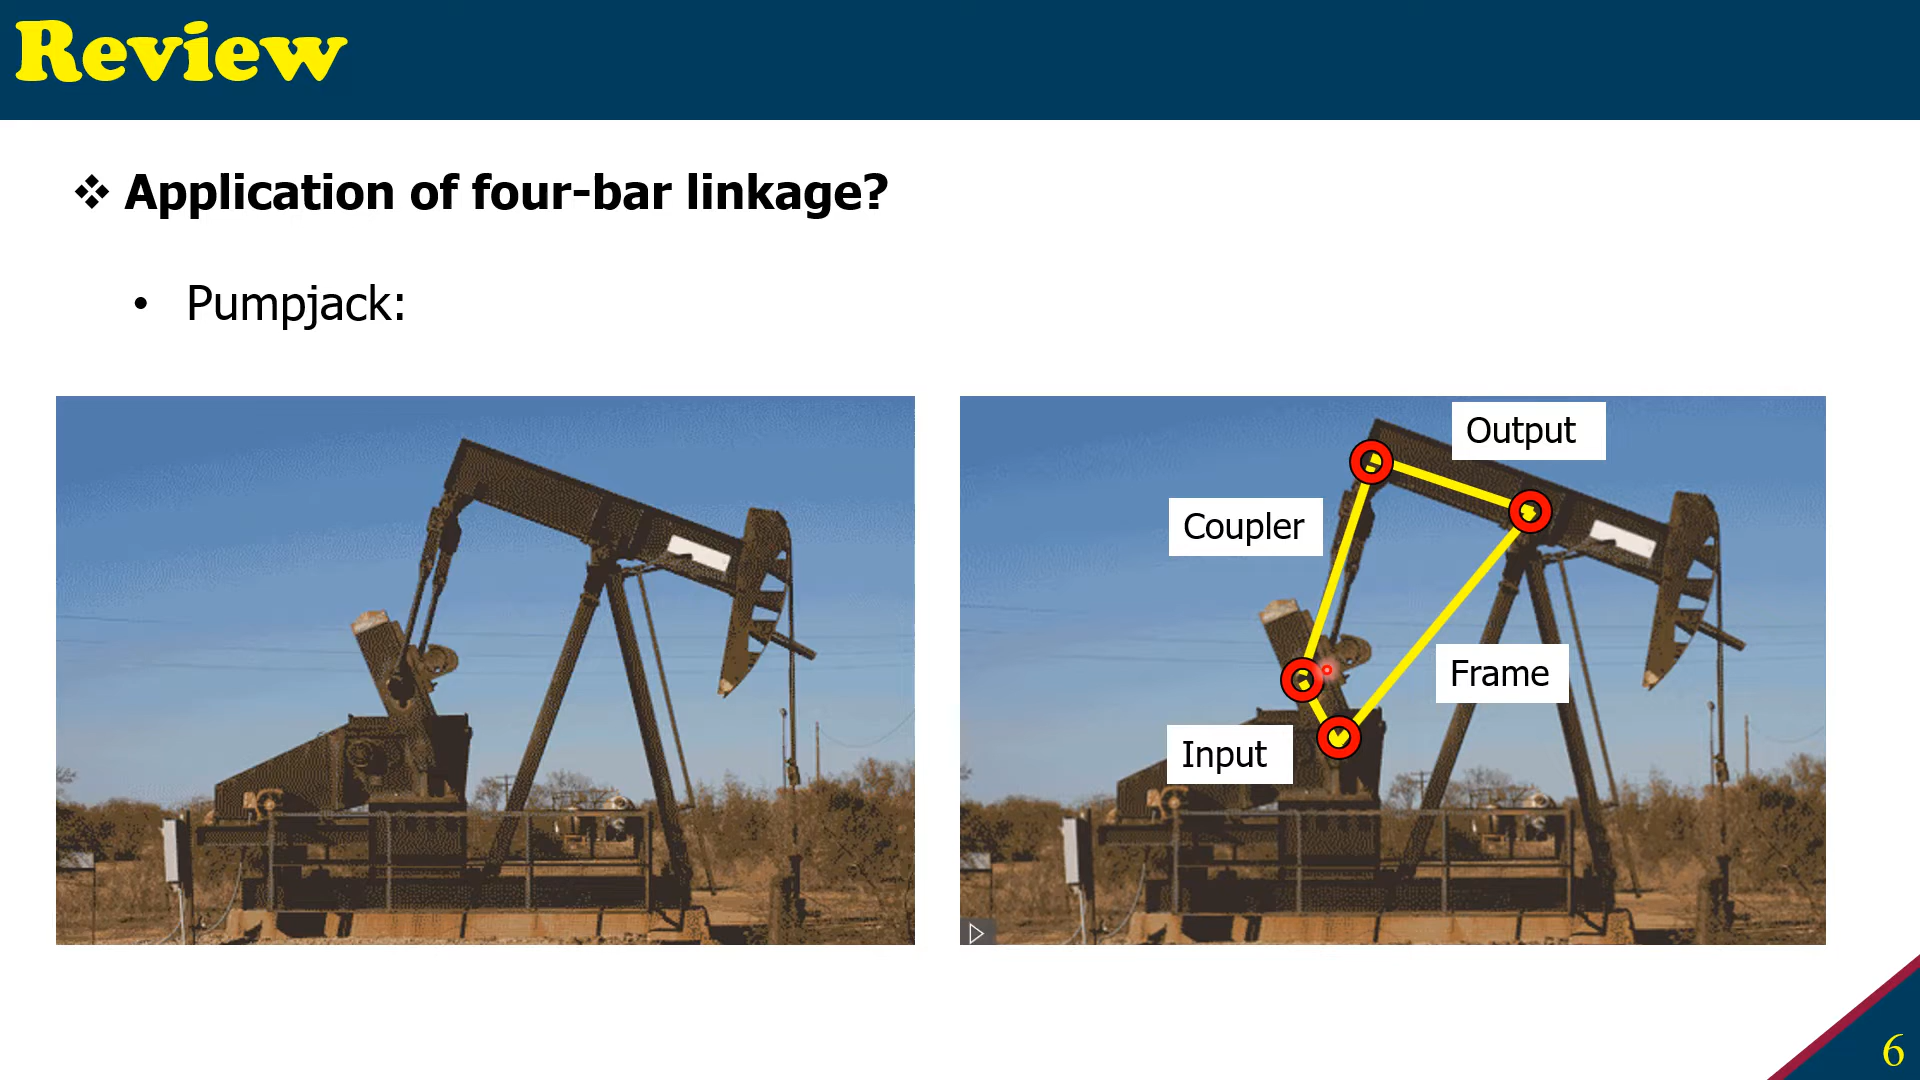 Review
Application of four-bar linkage?
Pumpjack:
Output
Coupler
Frame
Input
6